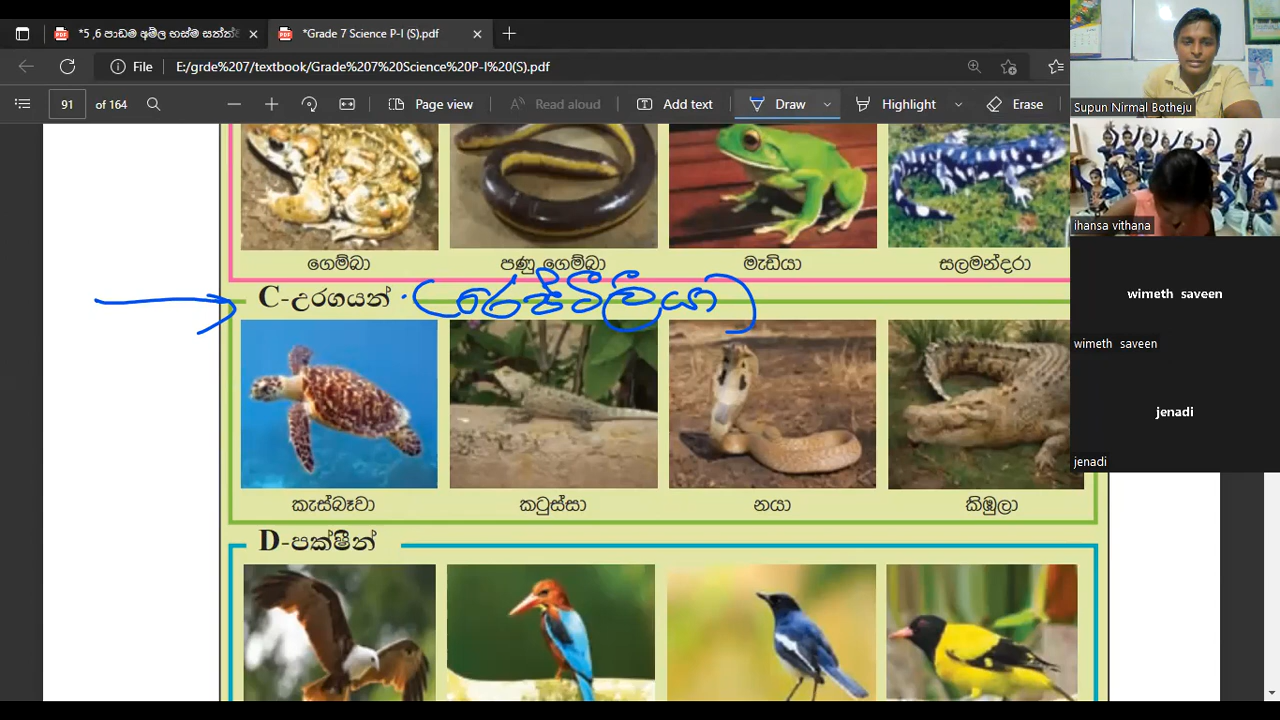 *5 ,6 පාඩම අම්ල භාස්ම සත්ත්ව
*Grade 7 Science P-I (S).pdf
File E:/grde%207/textbook/Grade%207%20Science%20P-I%20(S).pdf
91 of 164 Page view Read aloud Add text Draw Highlight Erase
Supun Nirmal Botheju
ihansa vithana
wimeth saveen
wimeth saveen
jenadi
jenadi
ගෙම්බා පණු ගෙම්බා මැඩියා සලමන්දරා
C-උරගයන් (රෙප්ටීලියා)
කැස්බෑවා කටුස්සා නයා කිඹුලා
D-පක්ෂීන්